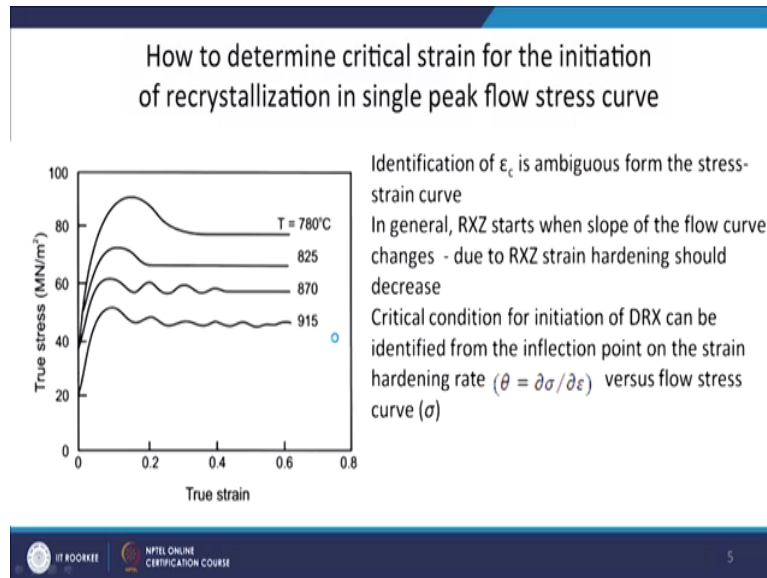 How to determine critical strain for the initiation
of recrystallization in single peak flow stress curve
100
80
60
40
20
0
True stress (MN/m²)
T = 780°C
825
870
915
0
0.2
0.4
0.6
0.8
True strain
Identification of εc is ambiguous form the stress-
strain curve
In general, RXZ starts when slope of the flow curve
changes - due to RXZ strain hardening should
decrease
Critical condition for initiation of DRX can be
identified from the inflection point on the strain
hardening rate (θ = ∂σ/∂ε) versus flow stress
curve (σ)
IIT ROORKEE
NPTEL ONLINE
CERTIFICATION COURSE
5